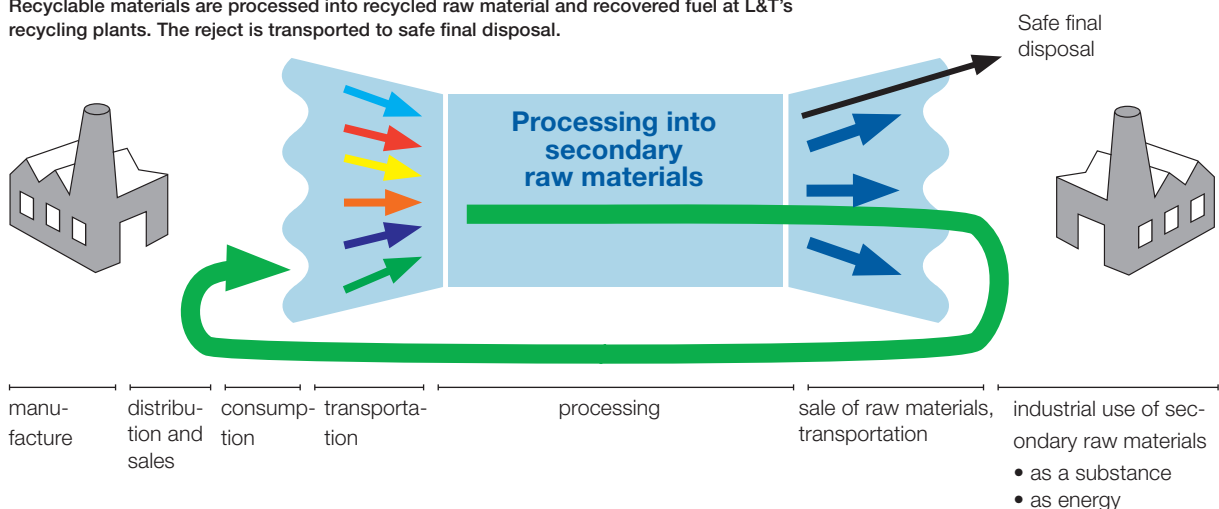 Recyclable materials are processed into recycled raw material and recovered fuel at L&T's
recycling plants. The reject is transported to safe final disposal.
Safe final
disposal
Processing into
secondary
raw materials
manu-
facture
distribu-
tion and
sales
consump-
tion
transporta-
tion
processing
sale of raw materials,
transportation
industrial use of sec-
ondary raw materials
• as a substance
• as energy